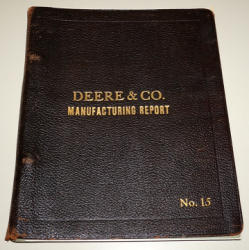 DEERE & CO.
MANUFACTURING REPORT
No. 15